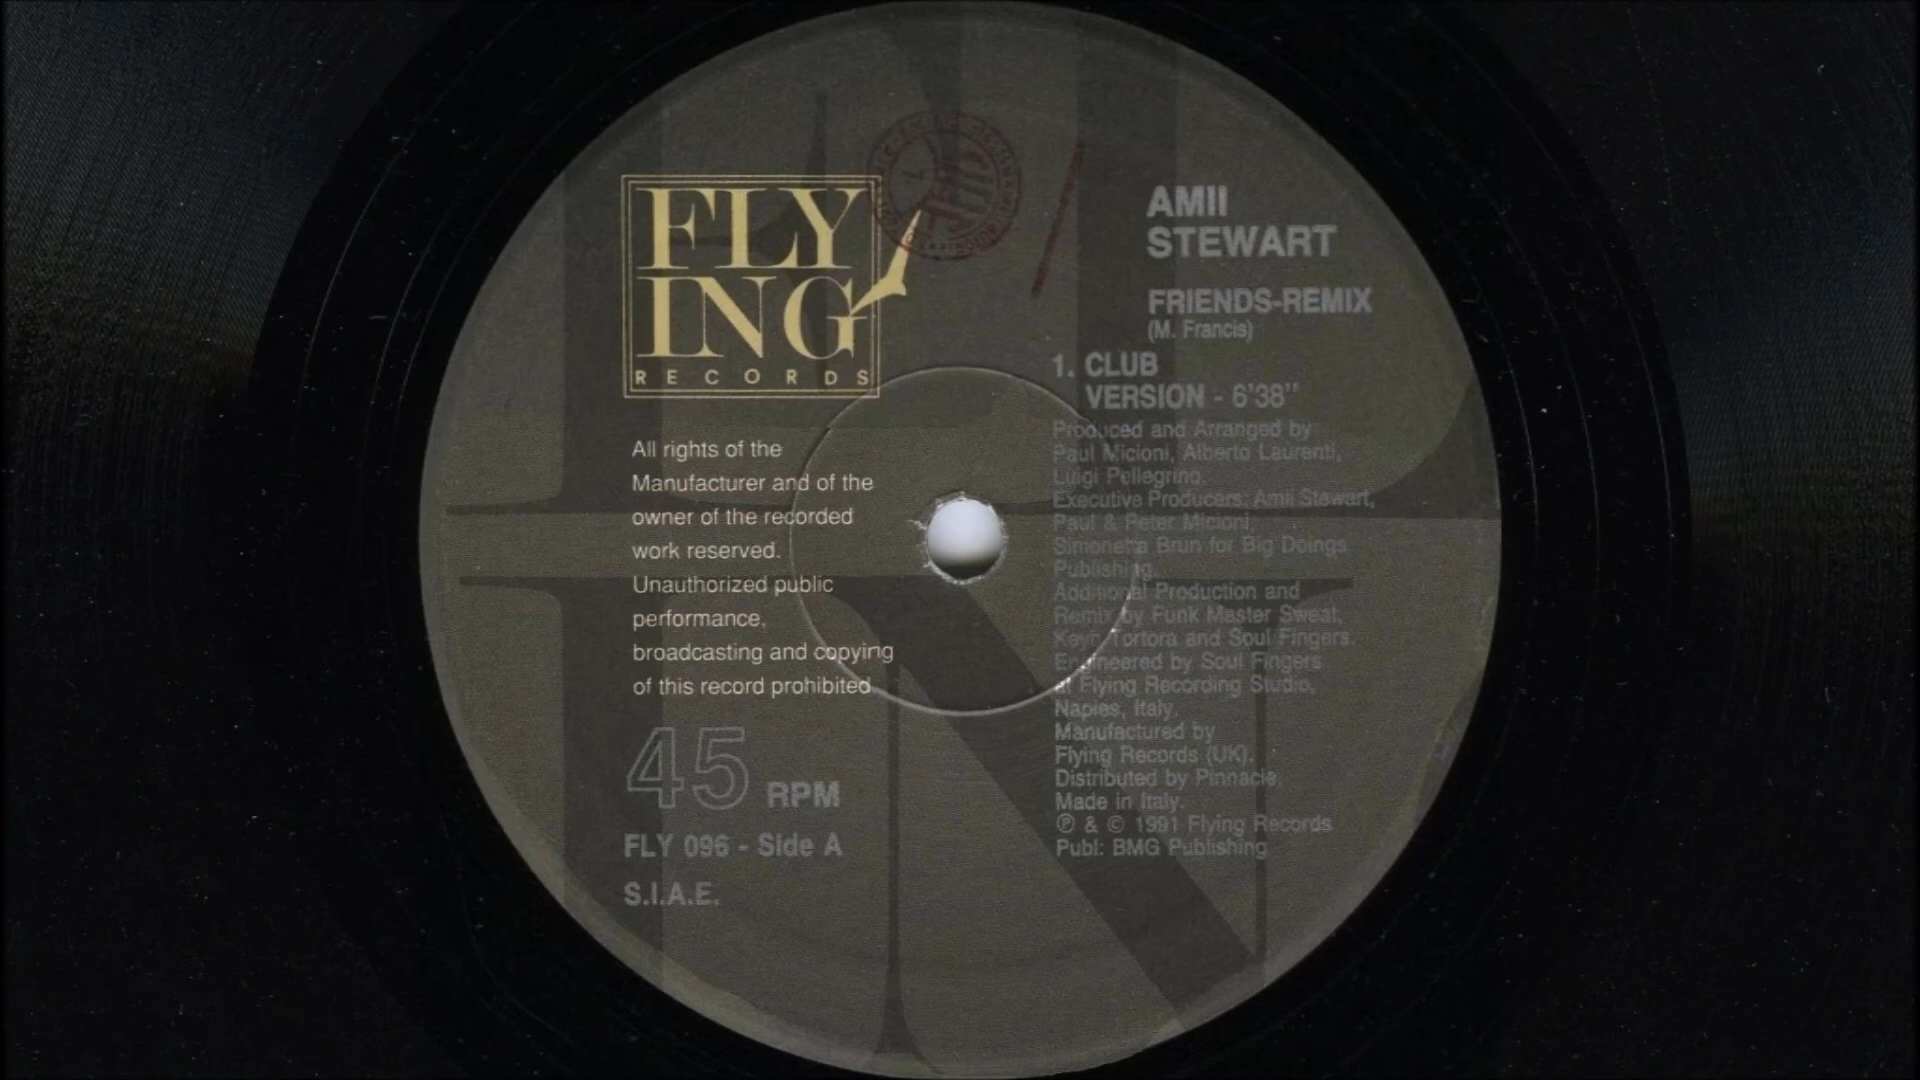 FLY
ING
RECORDS
All rights of the
Manufacturer and of the
owner of the recorded
work reserved.
Unauthorized public
performance,
broadcasting and copying
of this record prohibited
45 RPM
FLY 096 - Side A
S.I.A.E.
AMII
STEWART
FRIENDS-REMIX
(M. Francis)
1. CLUB
VERSION - 6'38"
Produced and Arranged by
Paul Micioni, Alberto Laurenti,
Luigi Pellegrino.
Executive Producers: Amii Stewart,
Paul & Peter Micioni,
Simonetta Brun for Big Doings
Publishing.
Additional Production and
Remix by Funk Master Sweat,
Keyb Tortora and Soul Fingers.
Engineered by Soul Fingers
at Flying Recording Studio,
Naples, Italy.
Manufactured by
Flying Records (UK).
Distributed by Pinnacle.
Made in Italy.
℗ & © 1991 Flying Records
Publ: BMG Publishing